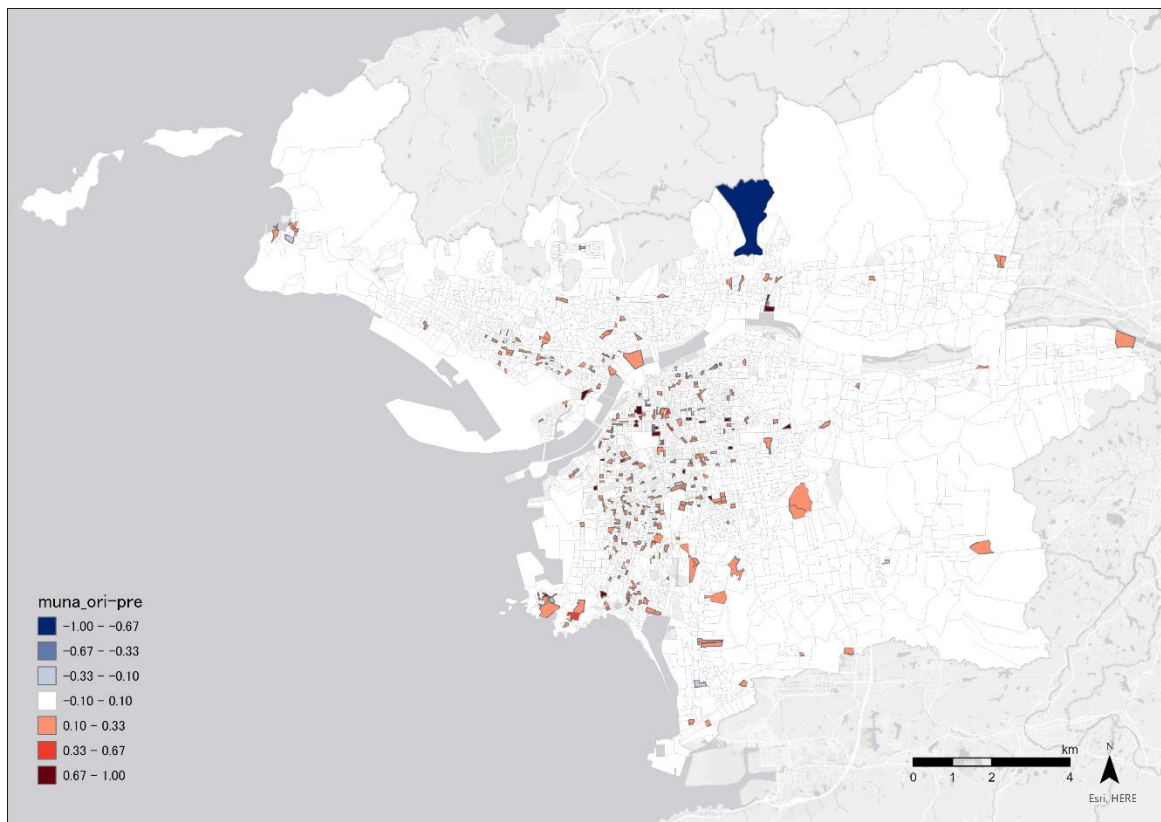 muna_ori-pre
-1.00 - -0.67
-0.67 - -0.33
-0.33 - -0.10
-0.10 - 0.10
0.10 - 0.33
0.33 - 0.67
0.67 - 1.00
km
0 1 2 4
N
Esri, HERE